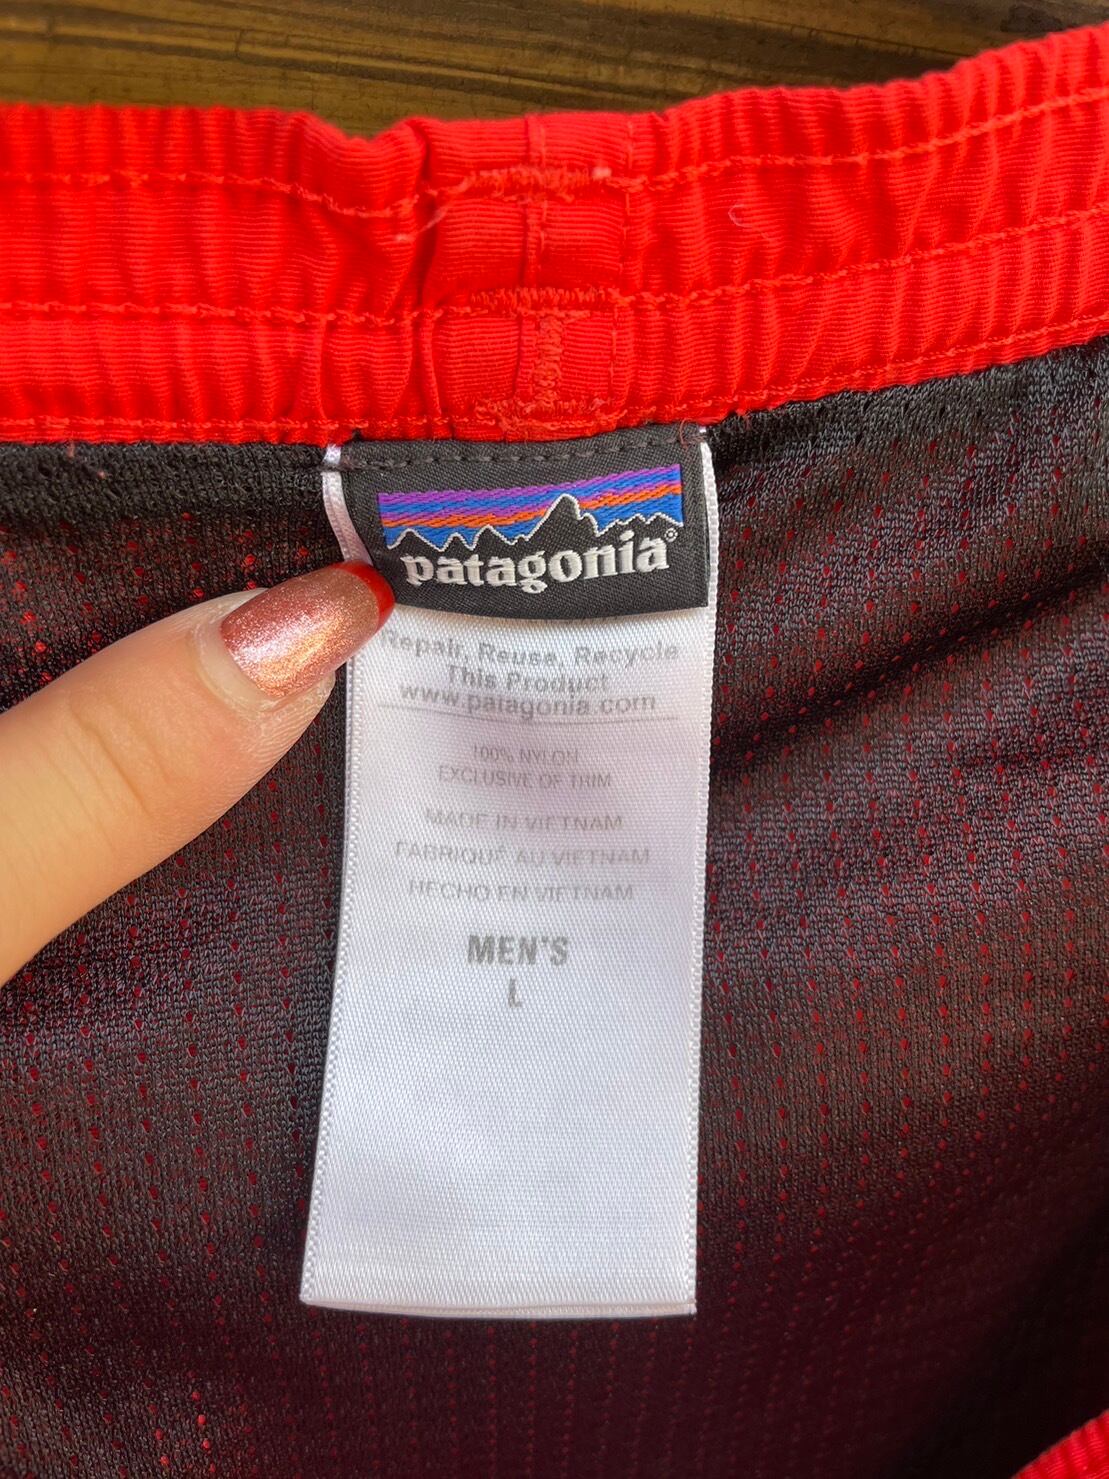 patagonia®
Repair, Reuse, Recycle
This Product
www.patagonia.com
100% NYLON
EXCLUSIVE OF TRIM
MADE IN VIETNAM
FABRIQUÉ AU VIETNAM
HECHO EN VIETNAM
MEN'S
L